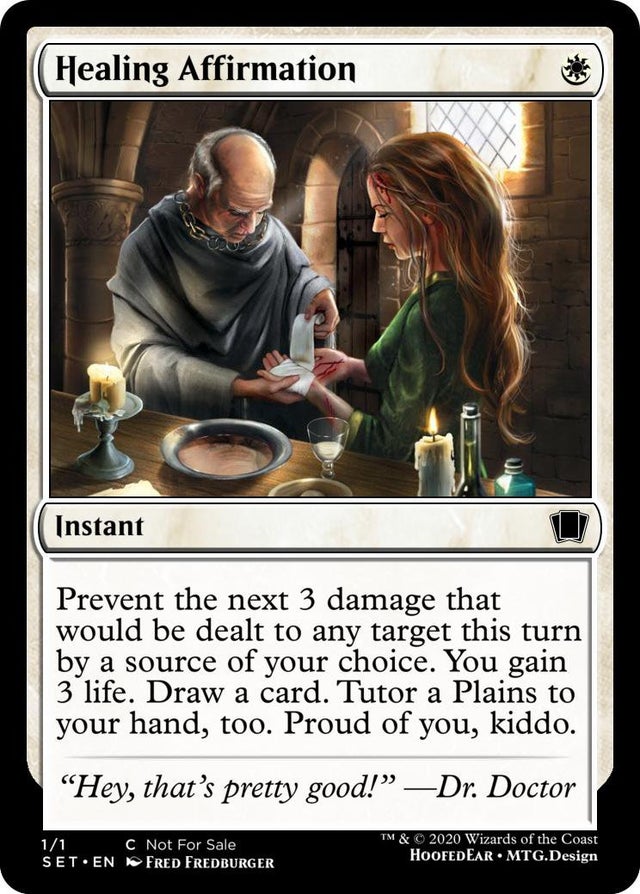 Healing Affirmation
Instant
Prevent the next 3 damage that
would be dealt to any target this turn
by a source of your choice. You gain
3 life. Draw a card. Tutor a Plains to
your hand, too. Proud of you, kiddo.
“Hey, that’s pretty good!” —Dr. Doctor
1/1 C Not For Sale
SET • EN FRED FREDBURGER
™ & © 2020 Wizards of the Coast
HOOFEDEAR • MTG.Design